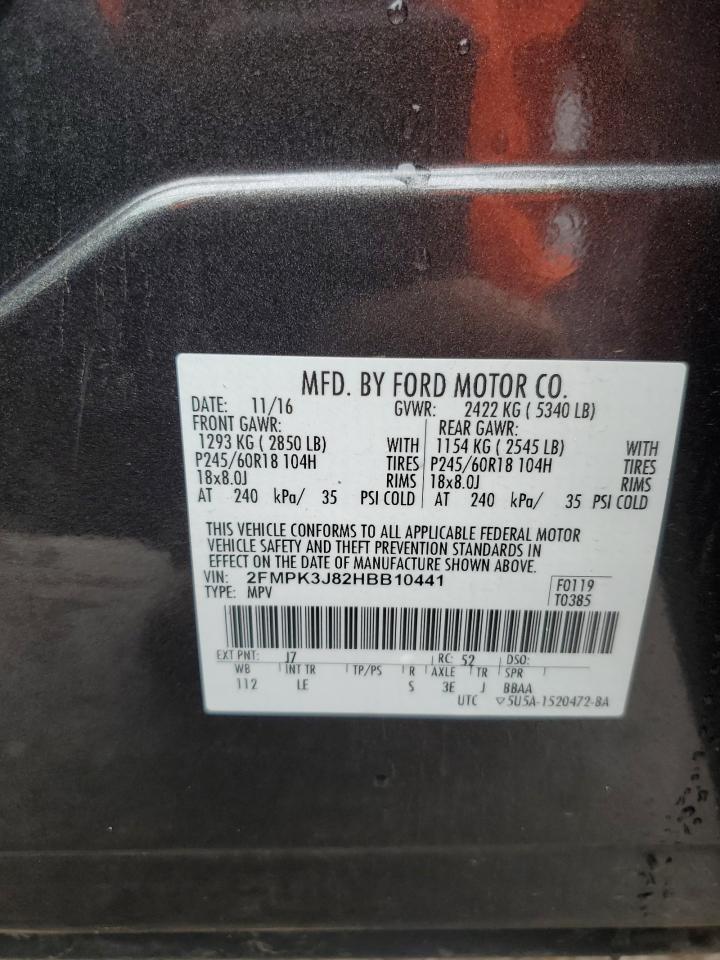 MFD. BY FORD MOTOR CO.
DATE: 11/16 GVWR: 2422 KG ( 5340 LB)
FRONT GAWR: REAR GAWR:
1293 KG ( 2850 LB) WITH 1154 KG ( 2545 LB) WITH
P245/60R18 104H TIRES P245/60R18 104H TIRES
18x8.0J RIMS 18x8.0J RIMS
AT 240 kPa/ 35 PSI COLD AT 240 kPa/ 35 PSI COLD
THIS VEHICLE CONFORMS TO ALL APPLICABLE FEDERAL MOTOR
VEHICLE SAFETY AND THEFT PREVENTION STANDARDS IN
EFFECT ON THE DATE OF MANUFACTURE SHOWN ABOVE.
VIN: 2FMPK3J82HBB10441 F0119
TYPE: MPV T0385
EXT PNT: J7 RC: 52 DSO:
WB INT TR TP/PS R AXLE TR SPR
112 LE S 3E J BBAA
UTC ▽5U5A-1520472-BA